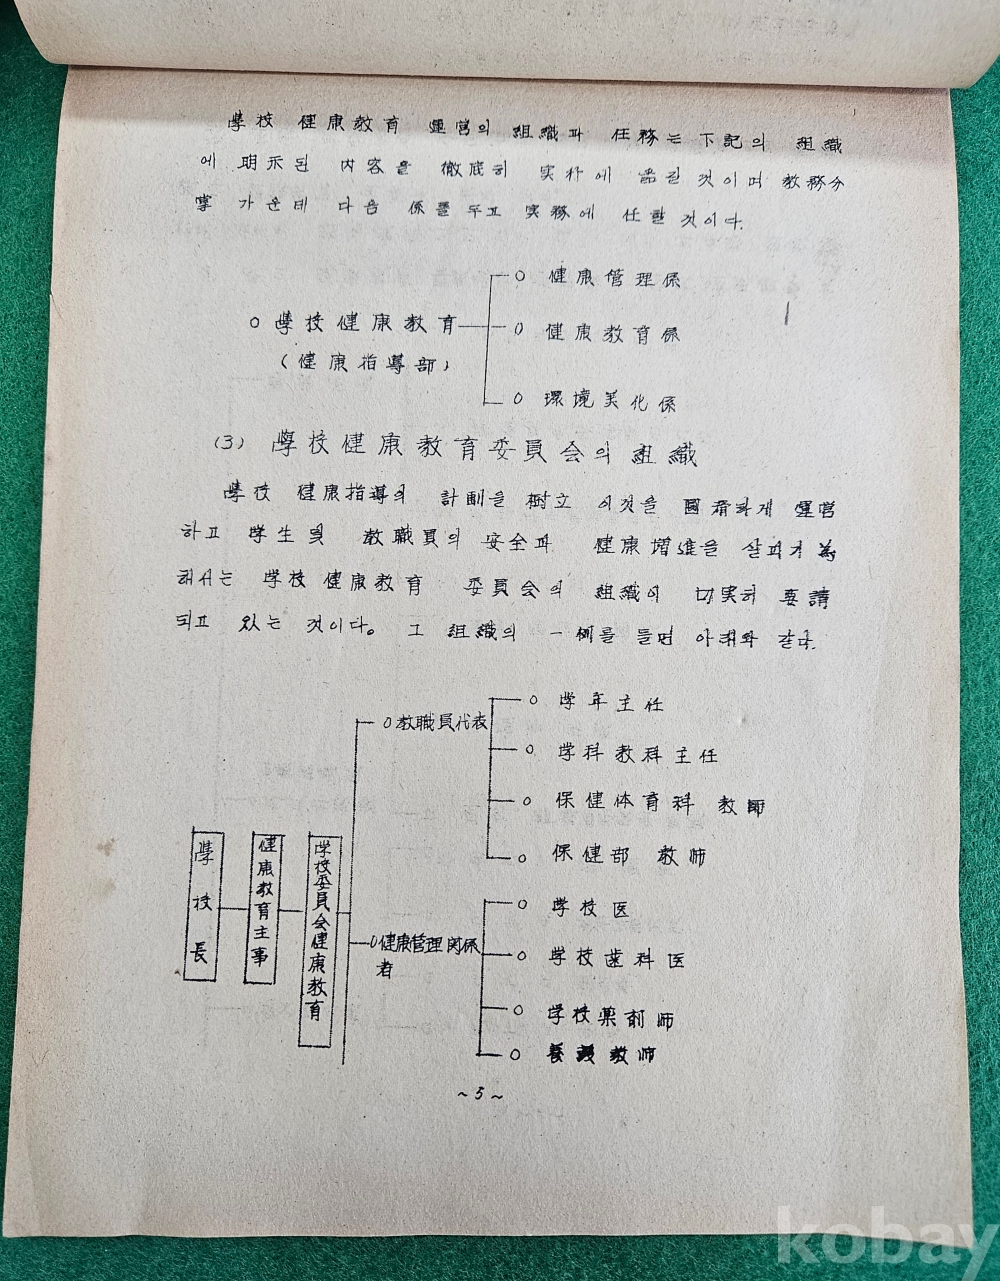 學校 健康教育 運営의 組織과 任務는 下記의 組織
에 明示된 內容을 徹底히 実行에 옮길 것이며 教務分
掌 가운데 다음 係를 두고 実務에 任할 것이다.
o 健康管理係
o 學校健康教育
o 健康教育係
(健康指導部)
o 環境美化係
(3) 學校健康教育委員会의 組織
學校 健康指導의 計劃을 樹立 이것을 圓滑하게 運営
하고 学生 및 教職員의 安全과 健康増進을 살피기 為
해서는 学校健康教育 委員会의 組織이 切実히 要請
되고 있는 것이다. 그 組織의 一例를 들면 아래와 같다.
o 教職員代表
o 学年主任
o 学科教科主任
o 保健体育科 教師
o 保健部 教师
學校長
健康教育主事
学校委員会健康教育
o 健康管理関係者
o 学校医
o 学校歯科医
o 学校薬剤师
o 養護教师
~5~
kobay